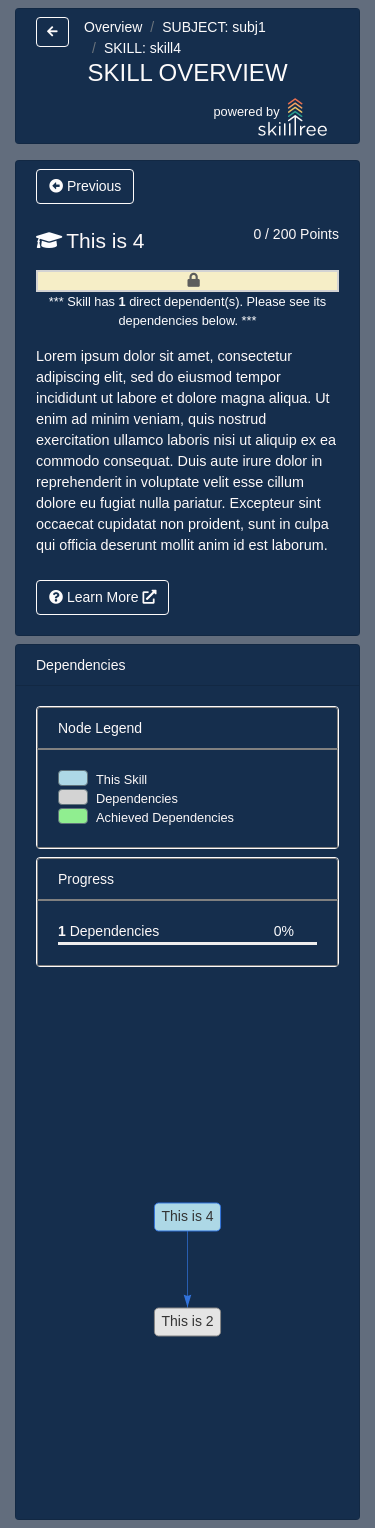 Overview / SUBJECT: subj1
/ SKILL: skill4
SKILL OVERVIEW
powered by
skilltree
Previous
This is 4
0 / 200 Points
*** Skill has 1 direct dependent(s). Please see its
dependencies below. ***
Lorem ipsum dolor sit amet, consectetur
adipiscing elit, sed do eiusmod tempor
incididunt ut labore et dolore magna aliqua. Ut
enim ad minim veniam, quis nostrud
exercitation ullamco laboris nisi ut aliquip ex ea
commodo consequat. Duis aute irure dolor in
reprehenderit in voluptate velit esse cillum
dolore eu fugiat nulla pariatur. Excepteur sint
occaecat cupidatat non proident, sunt in culpa
qui officia deserunt mollit anim id est laborum.
Learn More
Dependencies
Node Legend
This Skill
Dependencies
Achieved Dependencies
Progress
1 Dependencies 0%
This is 4
This is 2